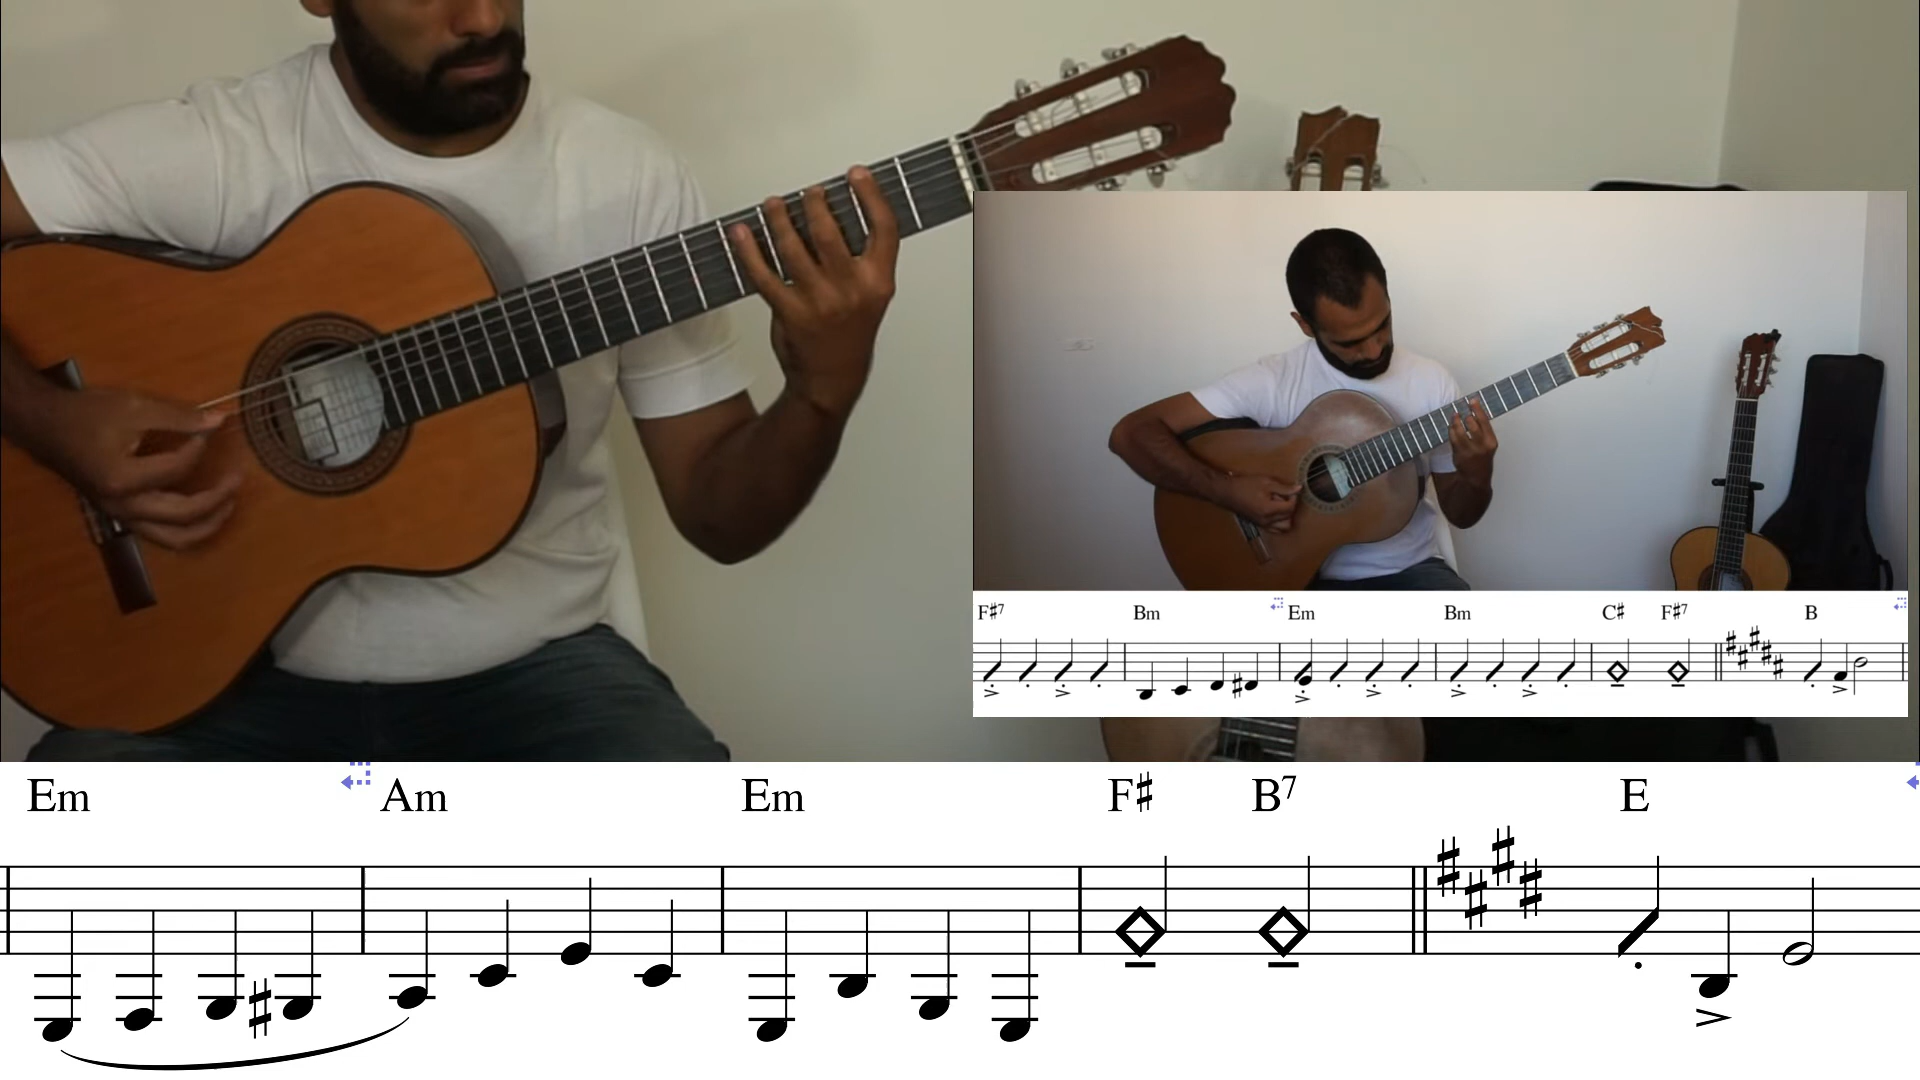 F♯7 Bm Em Bm C♯ F♯7 B
Em Am Em F♯ B7 E